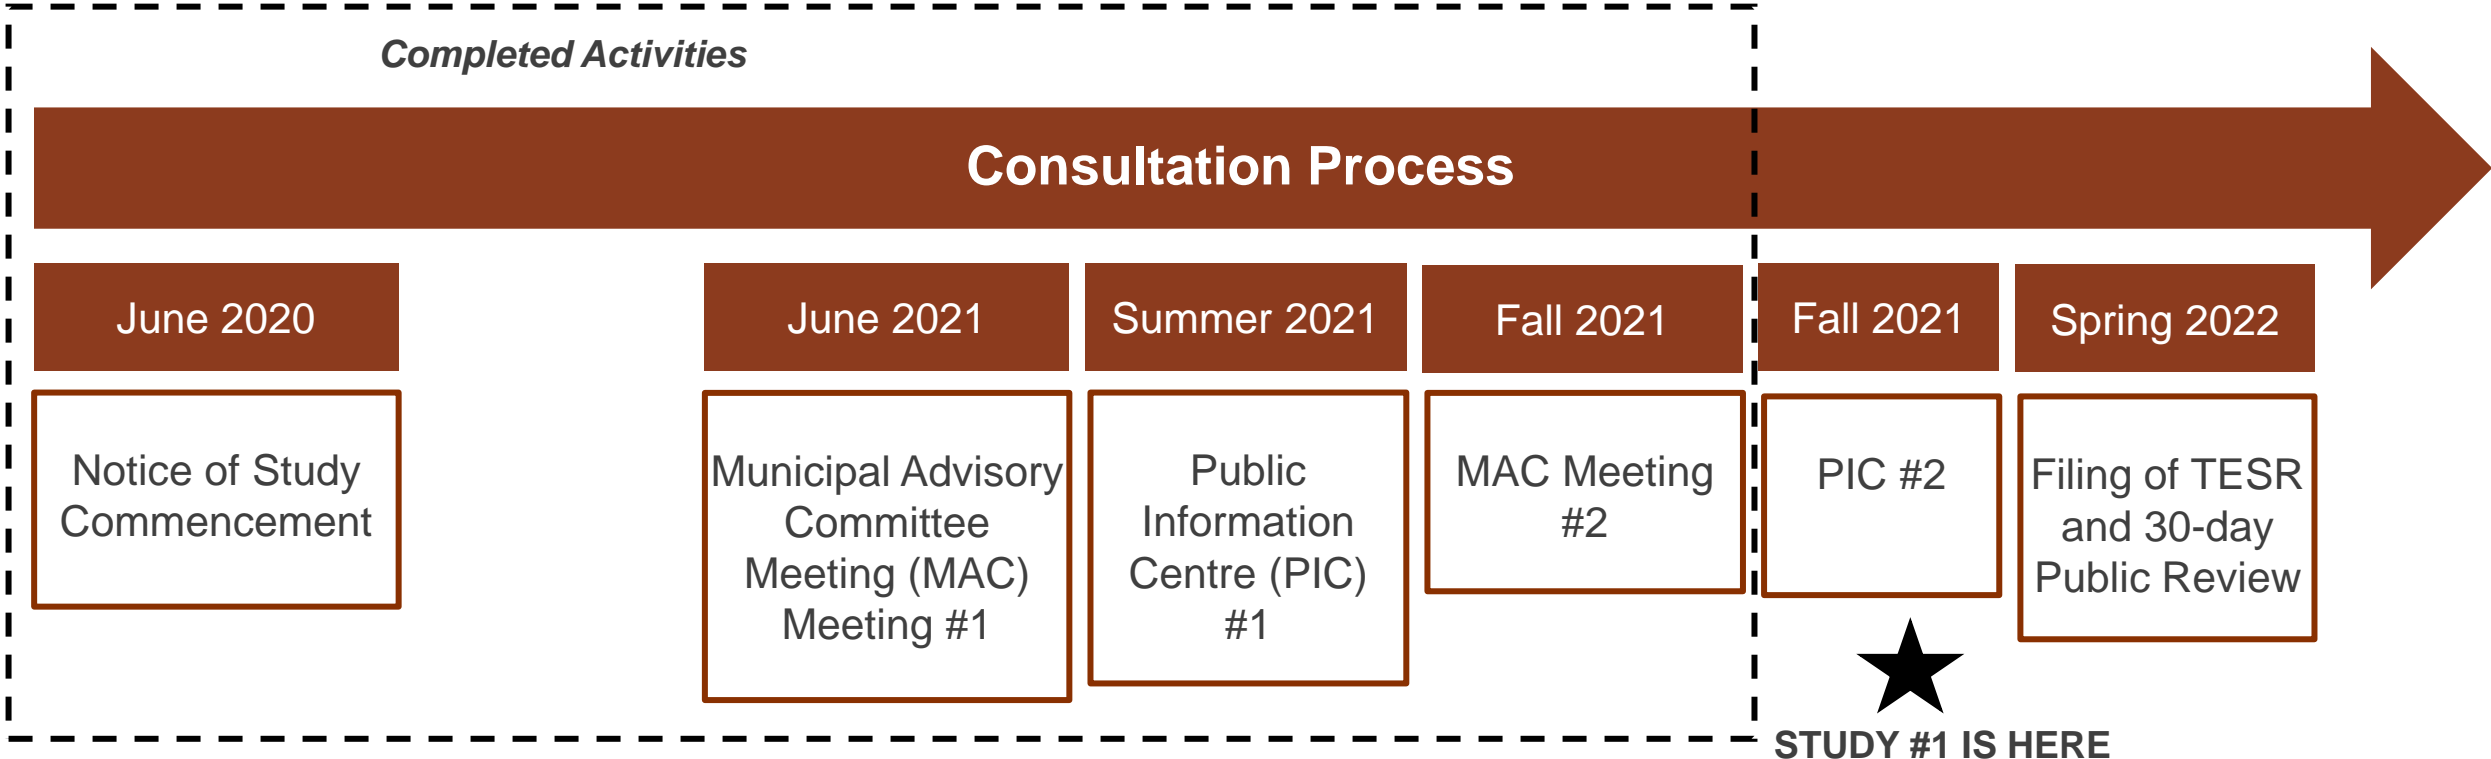 Completed Activities
Consultation Process
June 2020
June 2021
Summer 2021
Fall 2021
Fall 2021
Spring 2022
Notice of Study
Commencement
Municipal Advisory
Committee
Meeting (MAC)
Meeting #1
Public
Information
Centre (PIC)
#1
MAC Meeting
#2
PIC #2
Filing of TESR
and 30-day
Public Review
STUDY #1 IS HERE